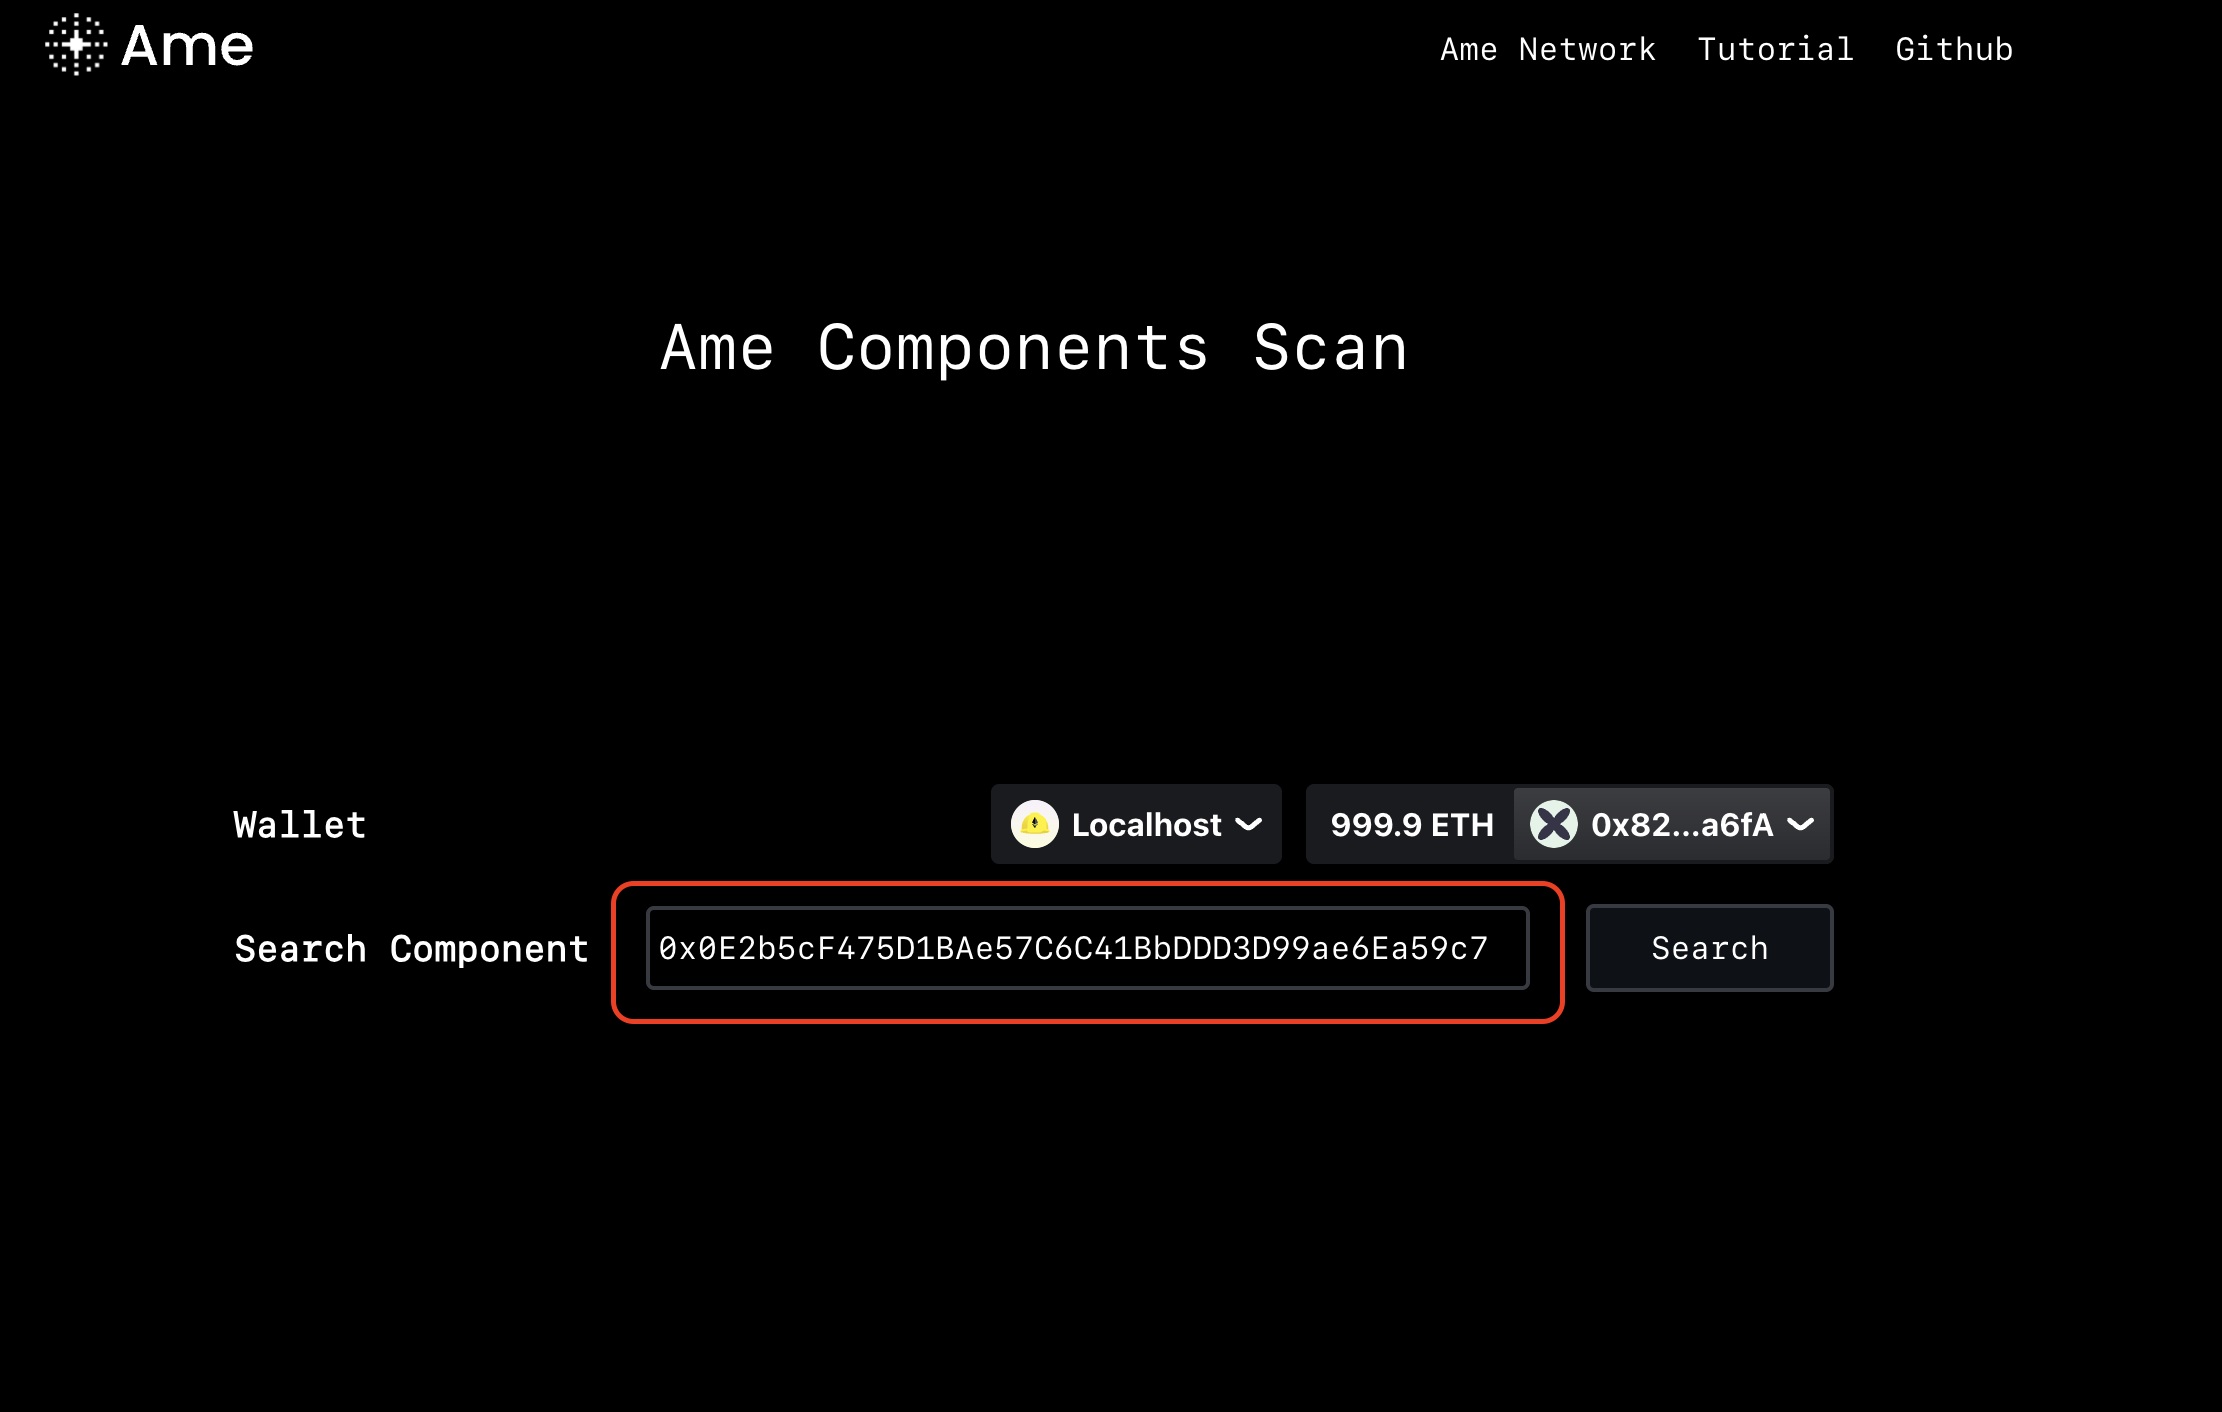 Ame
Ame Network Tutorial Github
Ame Components Scan
Wallet
Localhost
999.9 ETH
0x82...a6fA
Search Component
0x0E2b5cF475D1BAe57C6C41BbDDD3D99ae6Ea59c7
Search